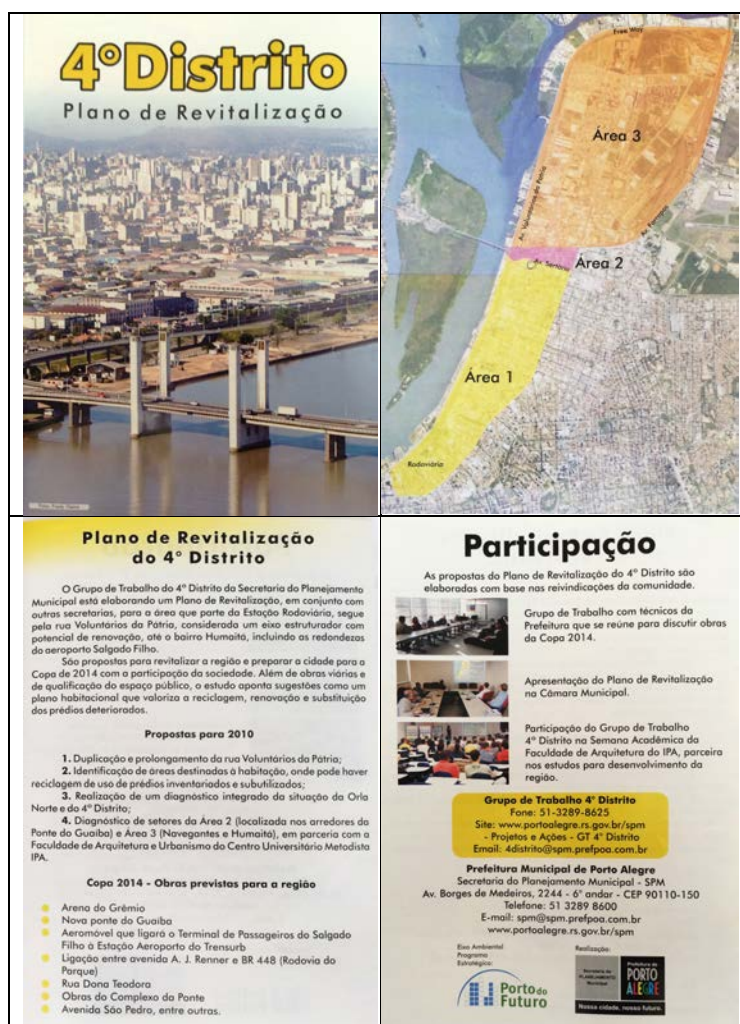 4ºDistrito
Plano de Revitalização
Free Way
Área 3
Av. Voluntários da Pátria
Av. Farrapos
Av. Sertório
Área 2
Área 1
Rodoviária
Plano de Revitalização
do 4º Distrito
O Grupo de Trabalho do 4º Distrito da Secretaria do Planejamento
Municipal está elaborando um Plano de Revitalização, em conjunto com
outras secretarias, para a área que parte da Estação Rodoviária, segue
pela rua Voluntários da Pátria, considerada um eixo estruturador com
potencial de renovação, até o bairro Humaitá, incluindo as redondezas
do aeroporto Salgado Filho.
São propostas para revitalizar a região e preparar a cidade para a
Copa de 2014 com a participação da sociedade. Além de obras viárias e
de qualificação do espaço público, o estudo aponta sugestões como um
plano habitacional que valoriza a reciclagem, renovação e substituição
dos prédios deteriorados.
Propostas para 2010
1. Duplicação e prolongamento da rua Voluntários da Pátria;
2. Identificação de áreas destinadas à habitação, onde pode haver
reciclagem de uso de prédios inventariados e subutilizados;
3. Realização de um diagnóstico integrado da situação da Orla
Norte e do 4º Distrito;
4. Diagnóstico de setores da Área 2 (localizada nos arredores da
Ponte do Guaíba) e Área 3 (Navegantes e Humaitá), em parceria com a
Faculdade de Arquitetura e Urbanismo do Centro Universitário Metodista
IPA.
Copa 2014 - Obras previstas para a região
Arena do Grêmio
Nova ponte do Guaíba
Aeromóvel que ligará o Terminal de Passageiros do Salgado
Filho à Estação Aeroporto do Trensurb
Ligação entre avenida A. J. Renner e BR 448 (Rodovia do
Parque)
Rua Dona Teodora
Obras do Complexo da Ponte
Avenida São Pedro, entre outras.
Participação
As propostas do Plano de Revitalização do 4º Distrito são
elaboradas com base nas reivindicações da comunidade.
Grupo de Trabalho com técnicos da
Prefeitura que se reúne para discutir obras
da Copa 2014.
Apresentação do Plano de Revitalização
na Câmara Municipal.
Participação do Grupo de Trabalho
4º Distrito na Semana Acadêmica da
Faculdade de Arquitetura do IPA, parceira
nos estudos para desenvolvimento da
região.
Grupo de Trabalho 4º Distrito
Fone: 51-3289-8625
Site: www.portoalegre.rs.gov.br/spm
- Projetos e Ações - GT 4º Distrito
Email: 4distrito@spm.prefpoa.com.br
Prefeitura Municipal de Porto Alegre
Secretaria do Planejamento Municipal - SPM
Av. Borges de Medeiros, 2244 - 6º andar - CEP 90110-150
Telefone: 51 3289 8600
E-mail: spm@spm.prefpoa.com.br
www.portoalegre.rs.gov.br/spm
Eixo Ambiental
Programa
Estratégico:
Porto do
Futuro
Realização:
Secretaria do
PLANEJAMENTO
Municipal
Prefeitura de
PORTO
ALEGRE
Nossa cidade, nosso futuro.